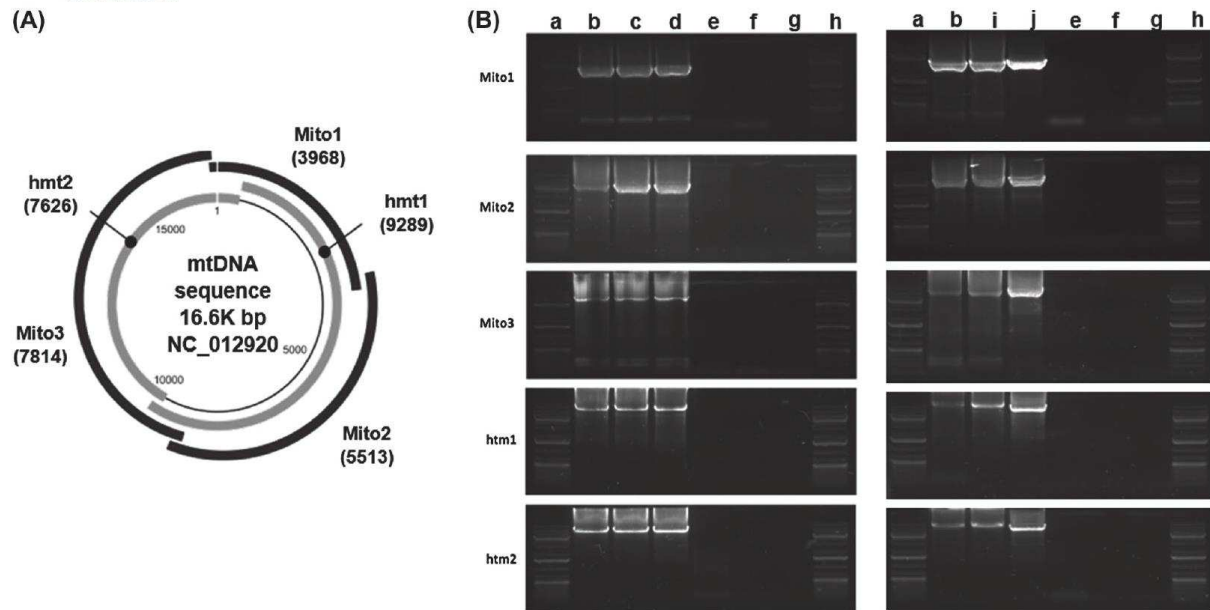 (A)
Mito1
(3968)
hmt2
(7626)
hmt1
(9289)
1
15000
mtDNA
sequence
16.6K bp
NC_012920
5000
10000
Mito3
(7814)
Mito2
(5513)
(B)
a b c d e f g h
a b i j e f g h
Mito1
Mito2
Mito3
htm1
htm2